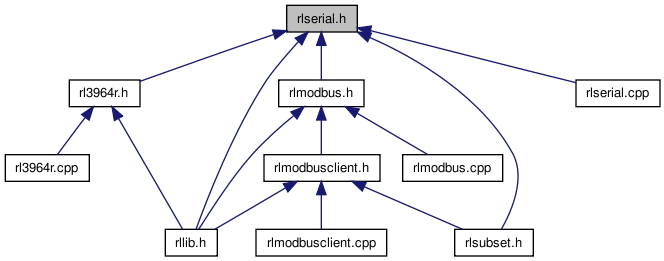 rlserial.h
rl3964r.h
rlmodbus.h
rlserial.cpp
rl3964r.cpp
rlmodbusclient.h
rlmodbus.cpp
rllib.h
rlmodbusclient.cpp
rlsubset.h